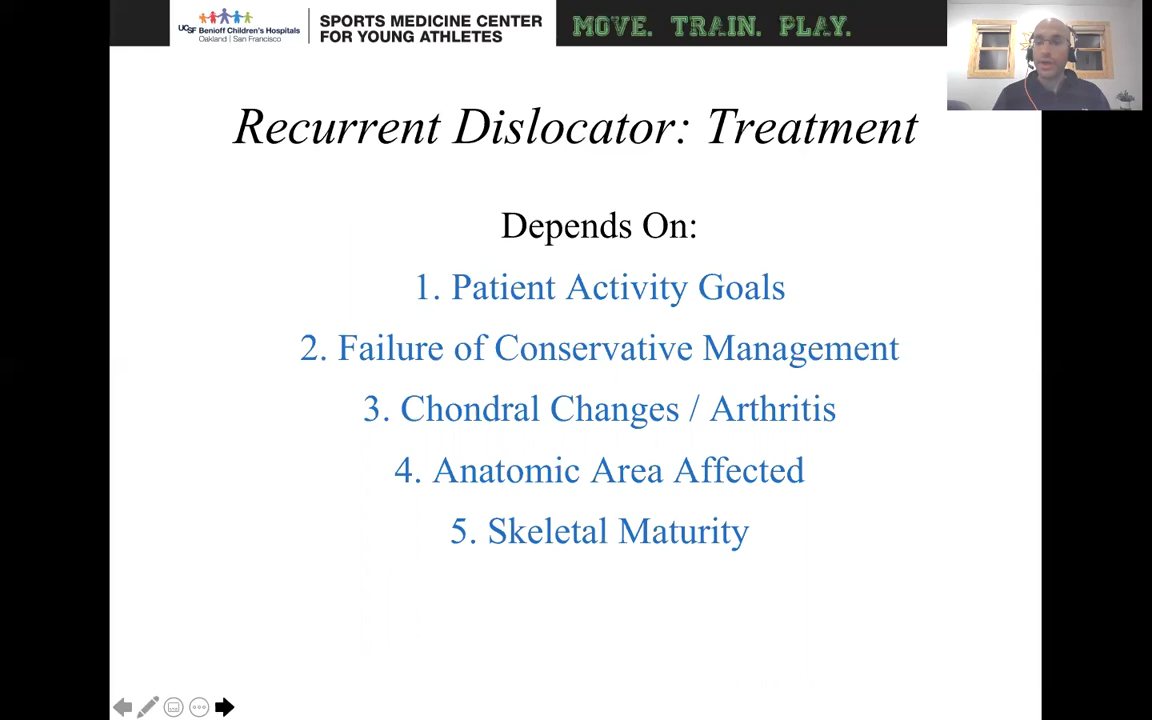 UCSF Benioff Children's Hospitals
Oakland | San Francisco
SPORTS MEDICINE CENTER
FOR YOUNG ATHLETES
MOVE. TRAIN. PLAY.
Recurrent Dislocator: Treatment
Depends On:
1. Patient Activity Goals
2. Failure of Conservative Management
3. Chondral Changes / Arthritis
4. Anatomic Area Affected
5. Skeletal Maturity